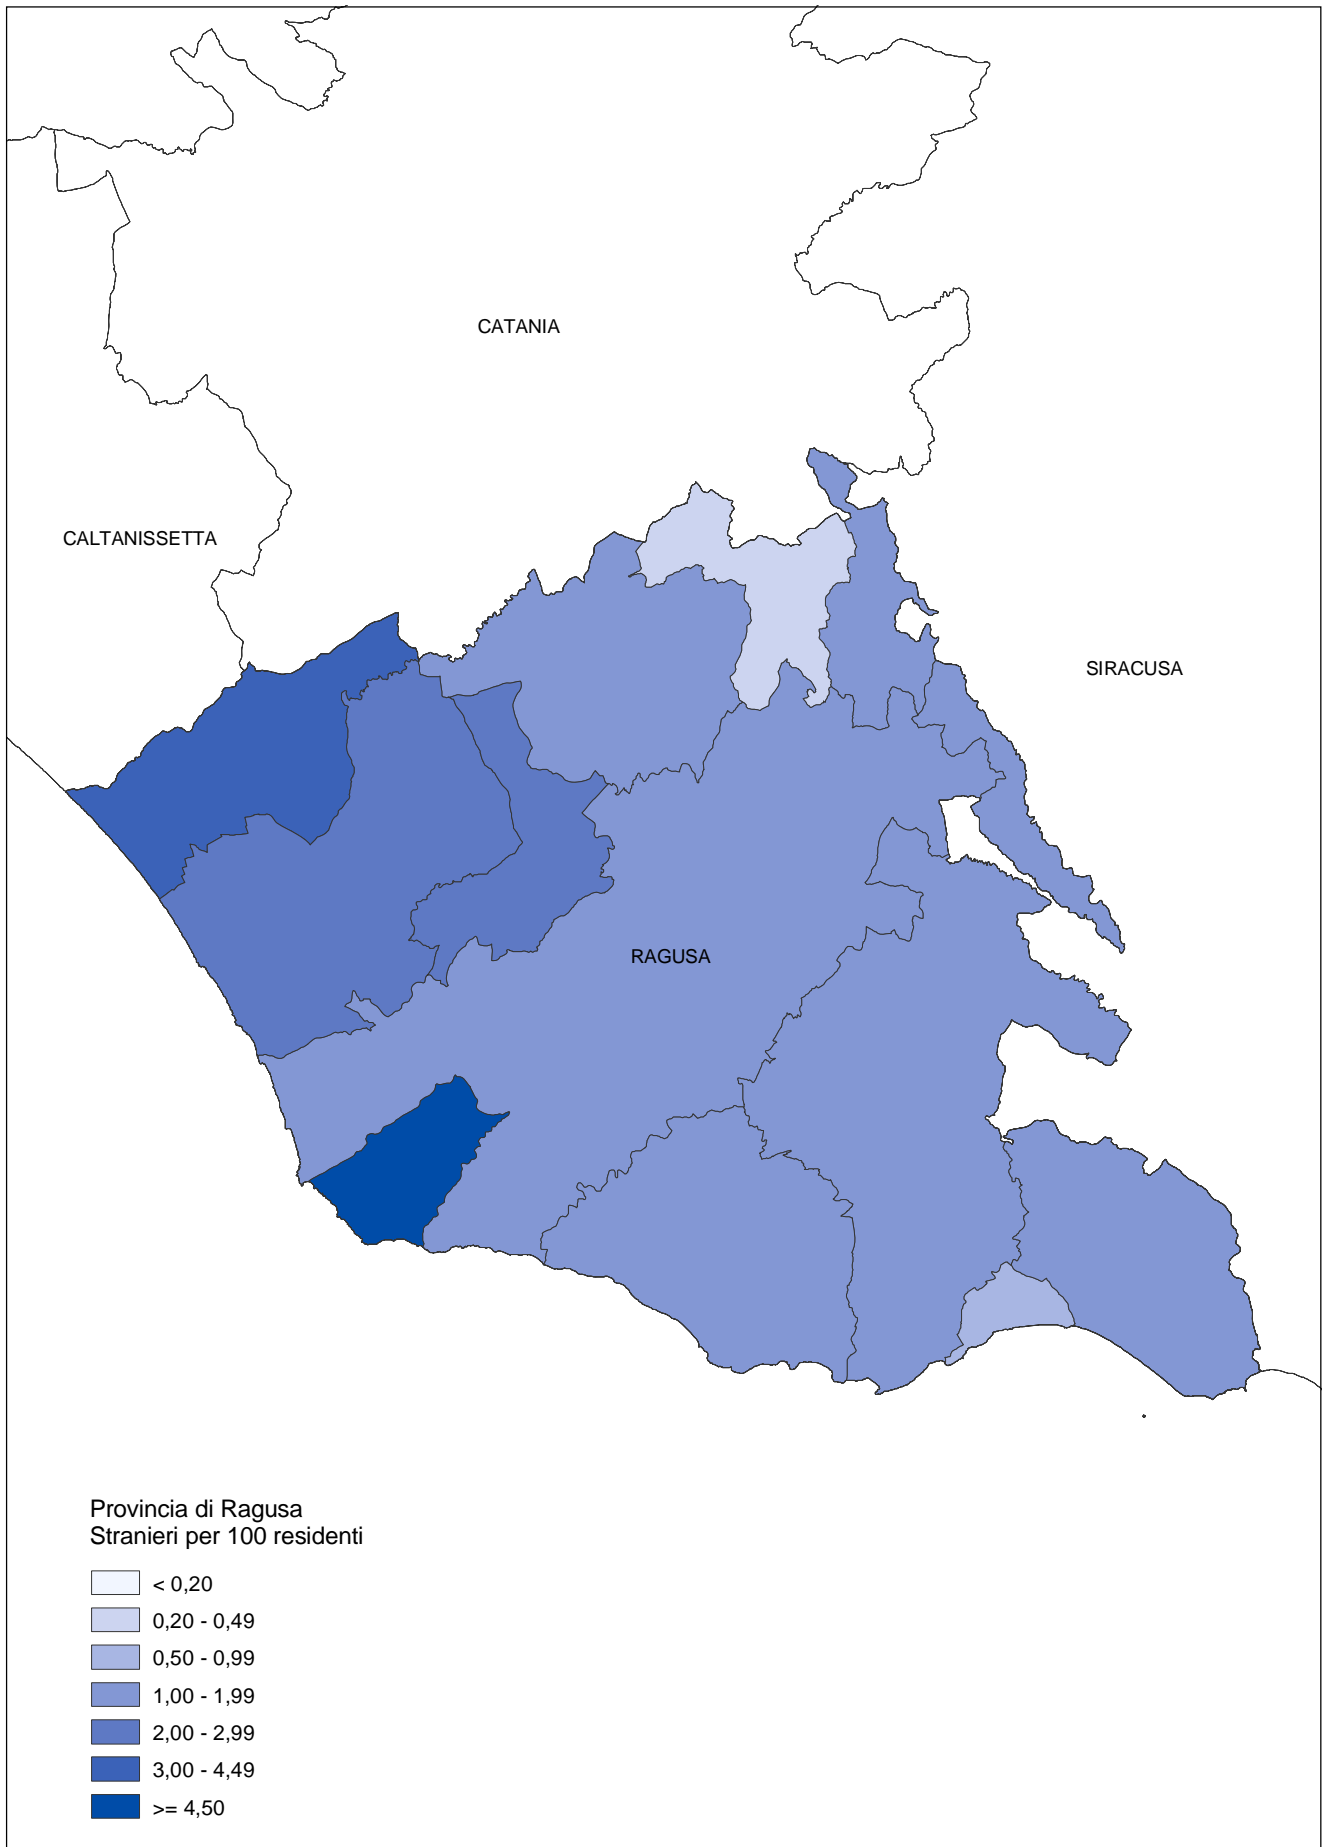 CATANIA
CALTANISSETTA
SIRACUSA
RAGUSA
Provincia di Ragusa
Stranieri per 100 residenti
< 0,20
0,20 - 0,49
0,50 - 0,99
1,00 - 1,99
2,00 - 2,99
3,00 - 4,49
>= 4,50